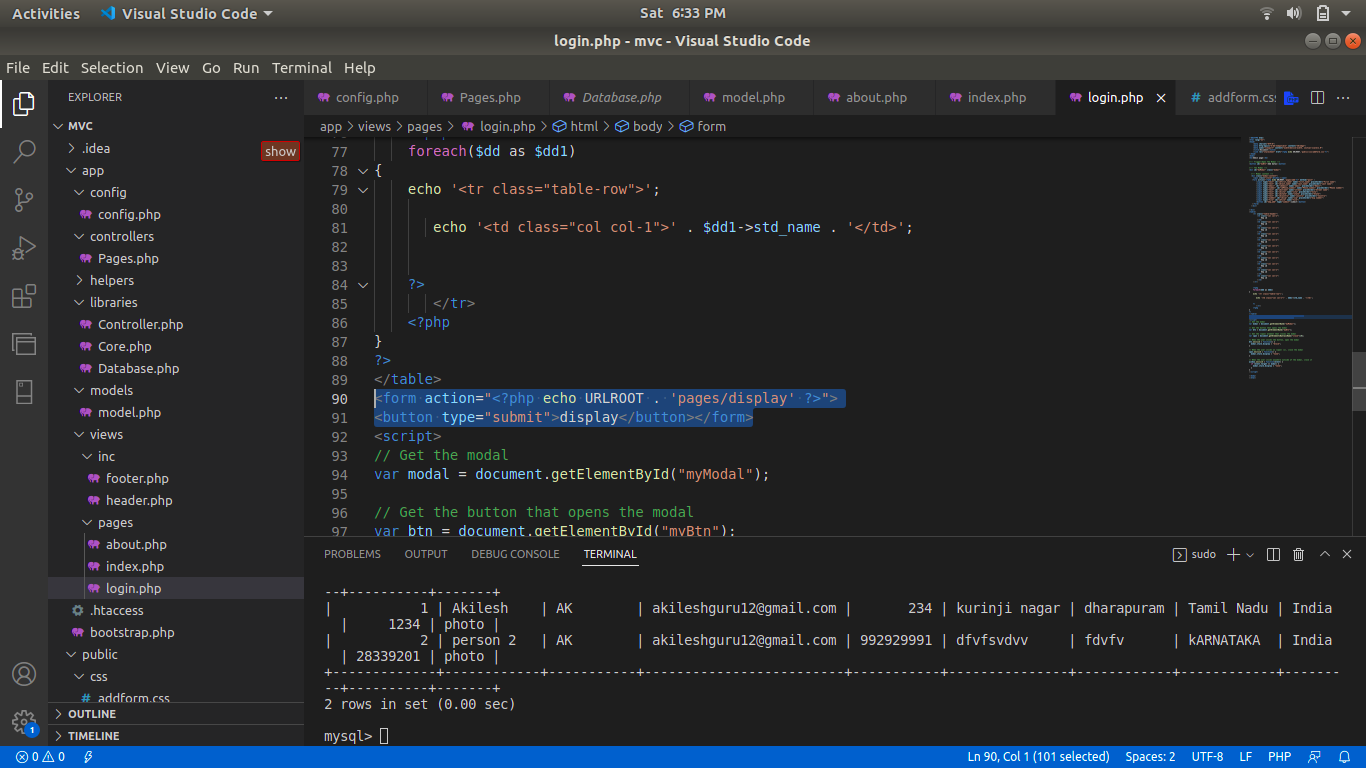 Activities
Visual Studio Code
Sat 6:33 PM
login.php - mvc - Visual Studio Code
File Edit Selection View Go Run Terminal Help
EXPLORER
MVC
.idea
show
app
config
config.php
controllers
Pages.php
helpers
libraries
Controller.php
Core.php
Database.php
models
model.php
views
inc
footer.php
header.php
pages
about.php
index.php
login.php
.htaccess
bootstrap.php
public
css
addform.css
OUTLINE
TIMELINE
1
config.php Pages.php Database.php model.php about.php index.php login.php addform.css
app > views > pages > login.php > html > body > form
77 foreach($dd as $dd1)
78 {
79 echo '<tr class="table-row">';
80
81 echo '<td class="col col-1">' . $dd1->std_name . '</td>';
82
83
84 ?>
85 </tr>
86 <?php
87 }
88 ?>
89 </table>
90 <form action="<?php echo URLROOT . 'pages/display' ?>">
91 <button type="submit">display</button></form>
92 <script>
93 // Get the modal
94 var modal = document.getElementById("myModal");
95
96 // Get the button that opens the modal
97 var btn = document.getElementById("myBtn");
PROBLEMS OUTPUT DEBUG CONSOLE TERMINAL
sudo
--+----------+-------+
| 1 | Akilesh | AK | akileshguru12@gmail.com | 234 | kurinji nagar | dharapuram | Tamil Nadu | India
| 1234 | photo |
| 2 | person 2 | AK | akileshguru12@gmail.com | 992929991 | dfvfsvdvv | fdvfv | kARNATAKA | India
| 28339201 | photo |
+-------------+------------+-----------+-------------------------+-----------+---------------+------------+------------+-------
--+----------+-------+
2 rows in set (0.00 sec)
mysql>
0 0
Ln 90, Col 1 (101 selected)
Spaces: 2
UTF-8
LF
PHP